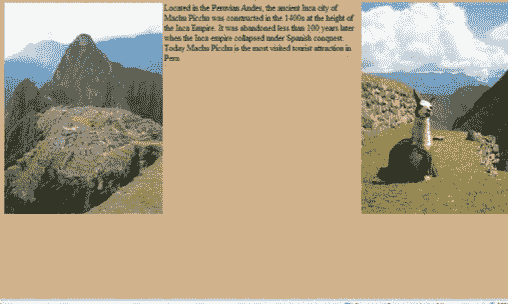 Located in the Peruvian Andes, the ancient Inca city of
Machu Picchu was constructed in the 1400s at the height of
the Inca Empire. It was abandoned less than 100 years later
when the Inca empire collapsed under Spanish conquest.
Today Machu Picchu is the most visited tourist attraction in
Peru